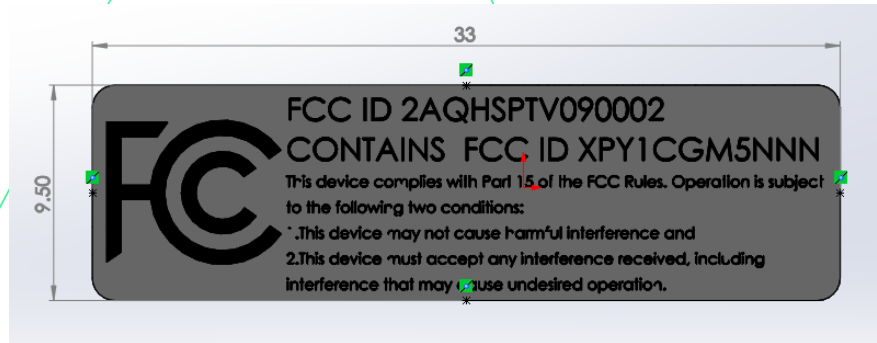 33
9.50
FCC
FCC ID 2AQHSPTV090002
CONTAINS FCC ID XPY1CGM5NNN
This device complies with Part 15 of the FCC Rules. Operation is subject
to the following two conditions:
1.This device may not cause harmful interference and
2.This device must accept any interference received, including
interference that may cause undesired operation.